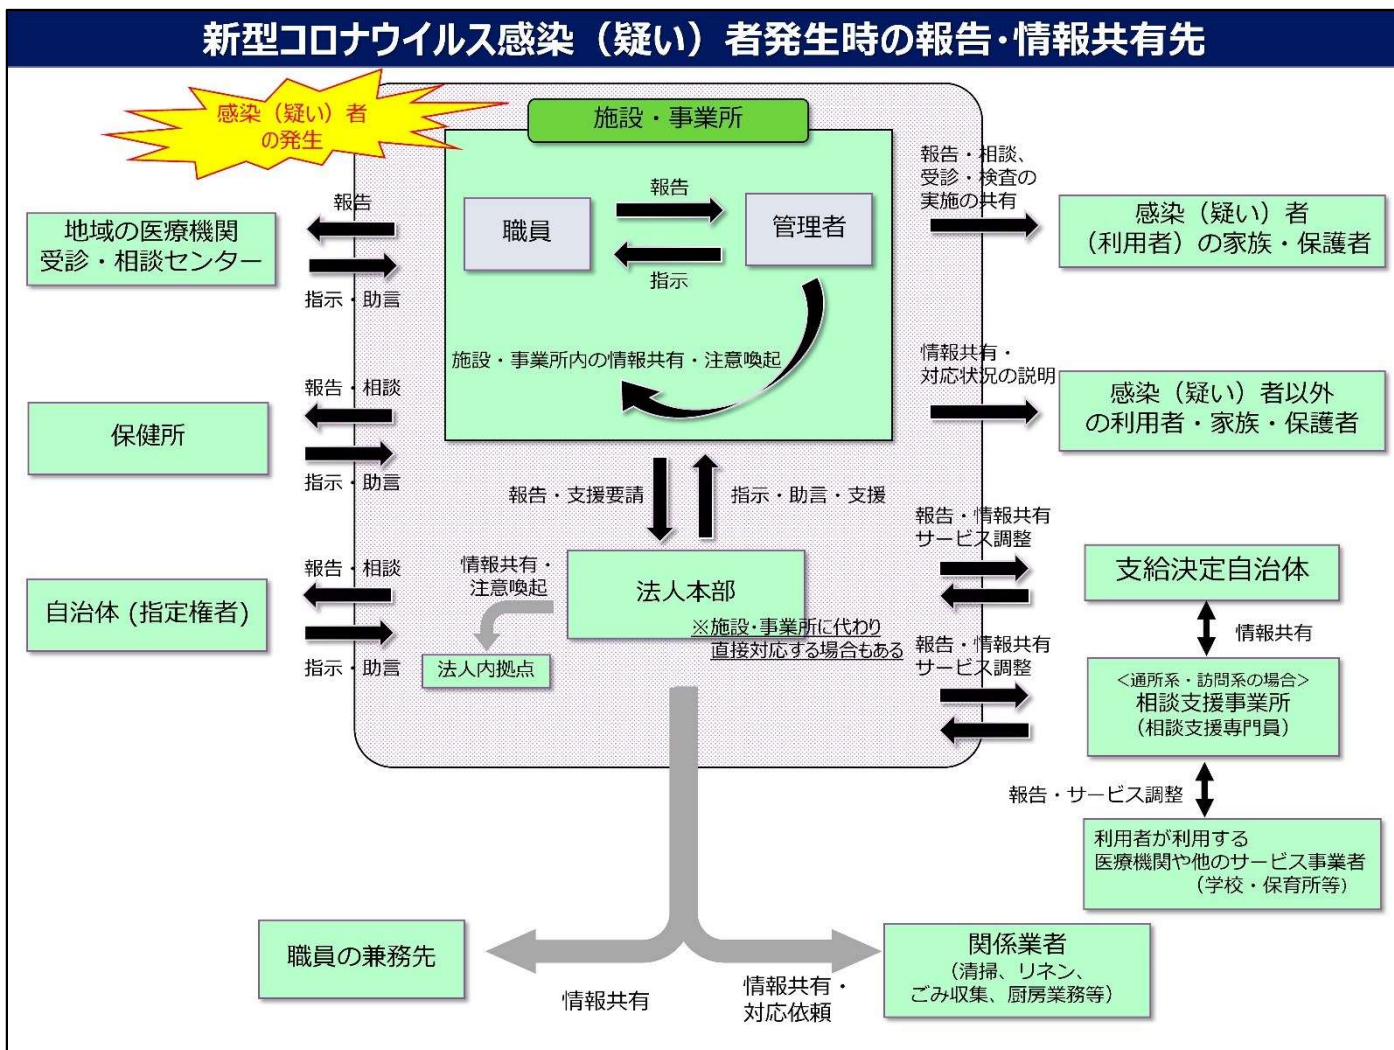 新型コロナウイルス感染（疑い）者発生時の報告・情報共有先
感染（疑い）者
の発生
施設・事業所
職員
報告
指示
管理者
施設・事業所内の情報共有・注意喚起
報告
地域の医療機関
受診・相談センター
指示・助言
報告・相談
保健所
指示・助言
報告・相談
自治体 (指定権者)
指示・助言
報告・相談、
受診・検査の
実施の共有
感染（疑い）者
（利用者）の家族・保護者
情報共有・
対応状況の説明
感染（疑い）者以外
の利用者・家族・保護者
報告・支援要請
指示・助言・支援
情報共有・
注意喚起
法人本部
※施設・事業所に代わり
直接対応する場合もある
法人内拠点
報告・情報共有
サービス調整
支給決定自治体
情報共有
報告・情報共有
サービス調整
＜通所系・訪問系の場合＞
相談支援事業所
（相談支援専門員）
報告・サービス調整
利用者が利用する
医療機関や他のサービス事業者
（学校・保育所等）
職員の兼務先
情報共有
情報共有・
対応依頼
関係業者
（清掃、リネン、
ごみ収集、厨房業務等）